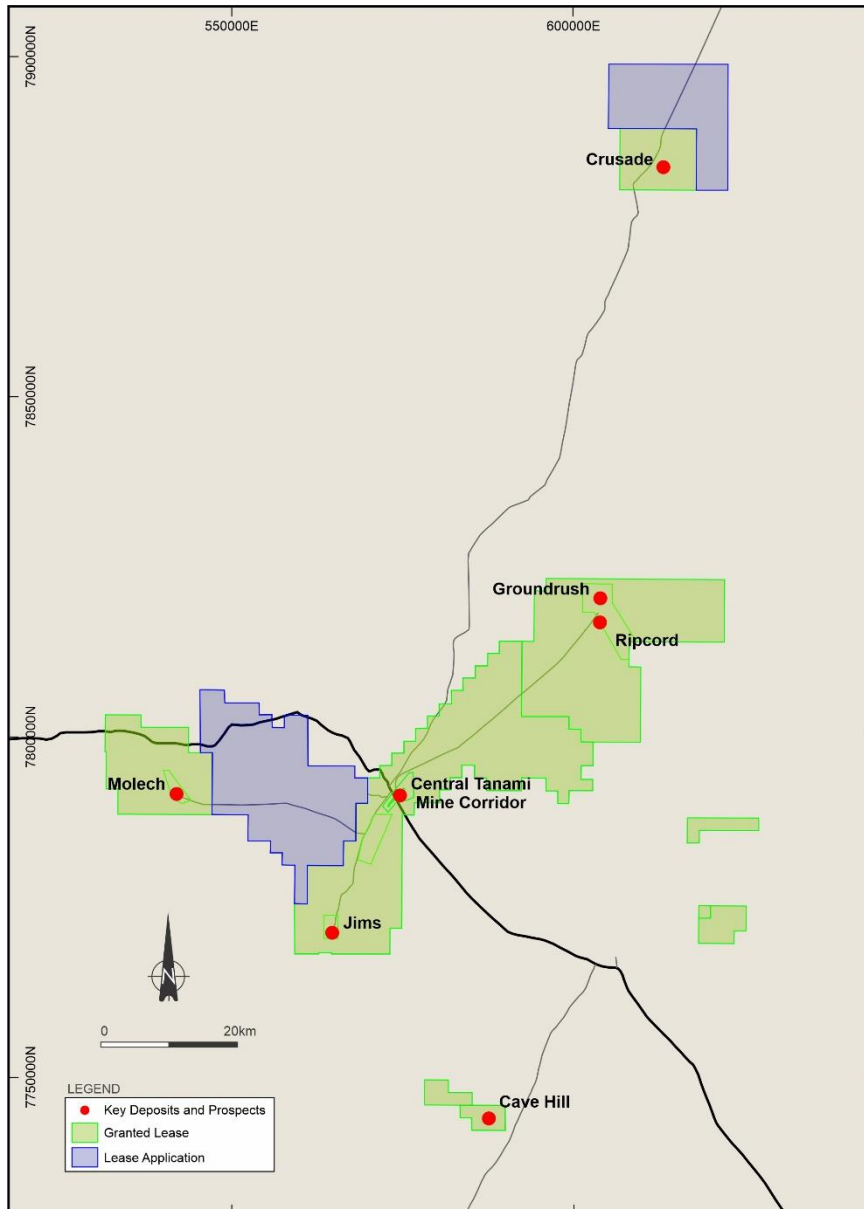 550000E
600000E
7900000N
Crusade
7850000N
Groundrush
Ripcord
7800000N
Molech
Central Tanami
Mine Corridor
Jims
N
0
20km
7750000N
Cave Hill
LEGEND
Key Deposits and Prospects
Granted Lease
Lease Application